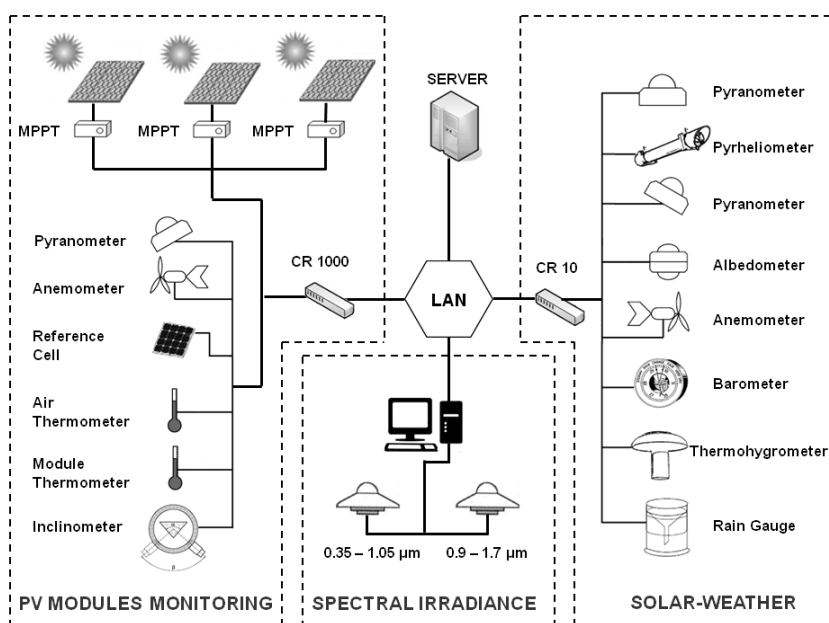 SERVER
MPPT
MPPT
MPPT
Pyranometer
Anemometer
Reference
Cell
Air
Thermometer
Module
Thermometer
Inclinometer
CR 1000
LAN
CR 10
Pyranometer
Pyrheliometer
Pyranometer
Albedometer
Anemometer
Barometer
Thermohygrometer
Rain Gauge
0.35 – 1.05 µm
0.9 – 1.7 µm
PV MODULES MONITORING
SPECTRAL IRRADIANCE
SOLAR-WEATHER